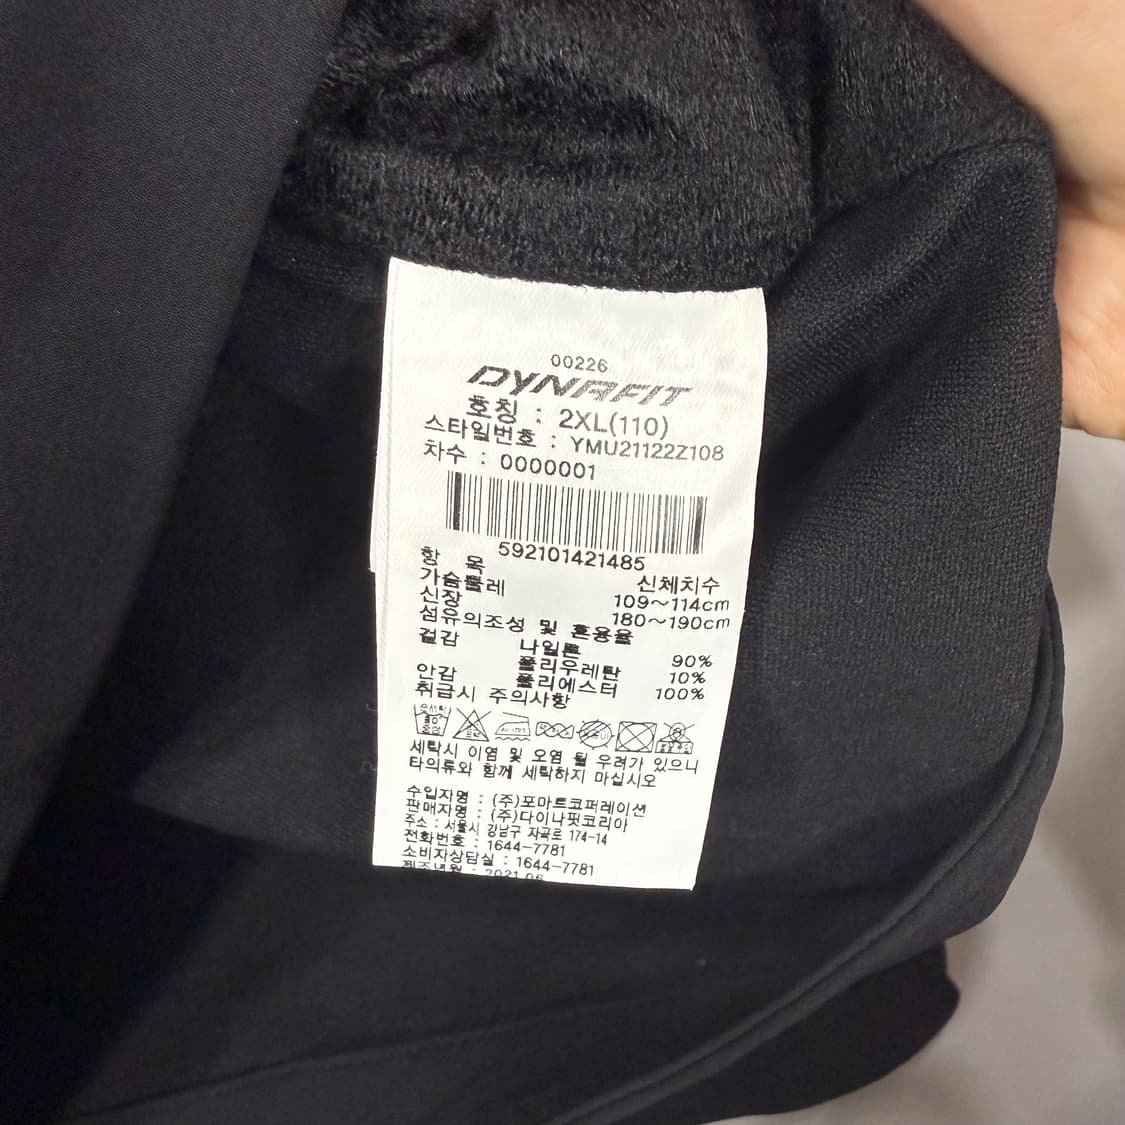 00226
DYNAFIT
호칭 : 2XL(110)
스타일번호 : YMU21122Z108
차수 : 0000001
592101421485
항 목 신체치수
가슴둘레 109~114cm
신장 180~190cm
섬유의조성 및 혼용율
겉감 나일론 90%
폴리우레탄 10%
안감 폴리에스터 100%
취급시 주의사항
세탁시 이염 및 오염 될 우려가 있으니
타의류와 함께 세탁하지 마십시오
수입자명 : (주)포마트코퍼레이션
판매자명 : (주)다이나핏코리아
주소 : 서울시 강남구 자곡로 174-14
전화번호 : 1644-7781
소비자상담실 : 1644-7781
제조년월 : 2021.06